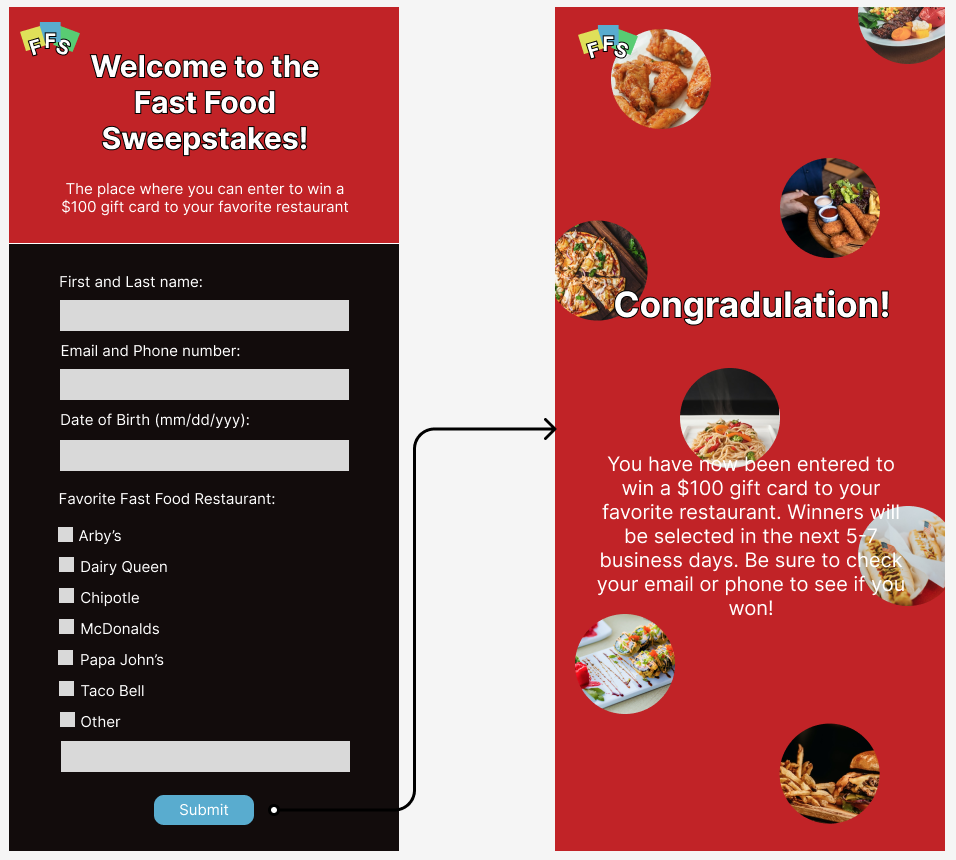 FFS
Welcome to the
Fast Food
Sweepstakes!
The place where you can enter to win a
$100 gift card to your favorite restaurant
First and Last name:
Email and Phone number:
Date of Birth (mm/dd/yyy):
Favorite Fast Food Restaurant:
Arby's
Dairy Queen
Chipotle
McDonalds
Papa John's
Taco Bell
Other
Submit
FFS
Congradulation!
You have now been entered to
win a $100 gift card to your
favorite restaurant. Winners will
be selected in the next 5-7
business days. Be sure to check
your email or phone to see if you
won!